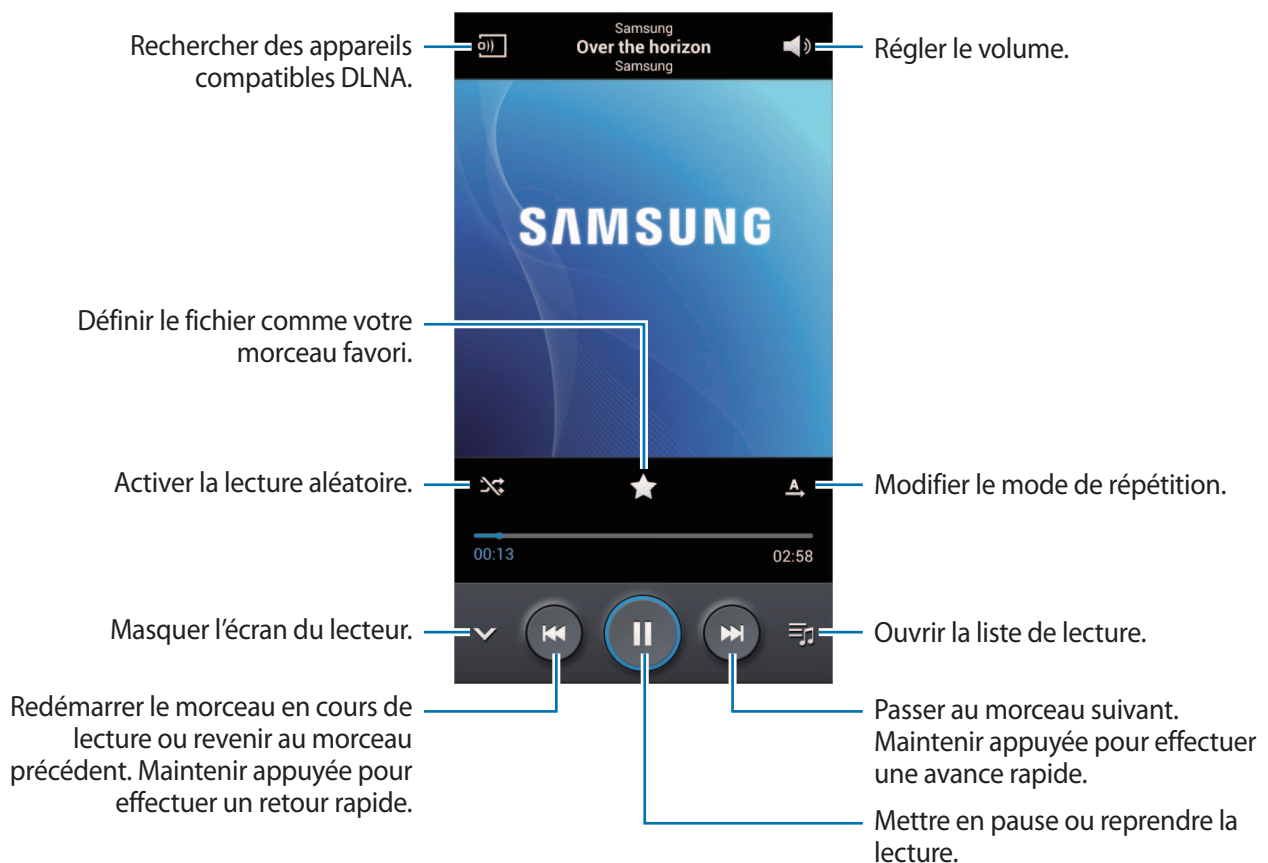 Rechercher des appareils
compatibles DLNA.
Samsung
Over the horizon
Samsung
Régler le volume.
SAMSUNG
Définir le fichier comme votre
morceau favori.
Activer la lecture aléatoire.
A
Modifier le mode de répétition.
00:13
02:58
Masquer l'écran du lecteur.
Ouvrir la liste de lecture.
Redémarrer le morceau en cours de
lecture ou revenir au morceau
précédent. Maintenir appuyée pour
effectuer un retour rapide.
Passer au morceau suivant.
Maintenir appuyée pour effectuer
une avance rapide.
Mettre en pause ou reprendre la
lecture.